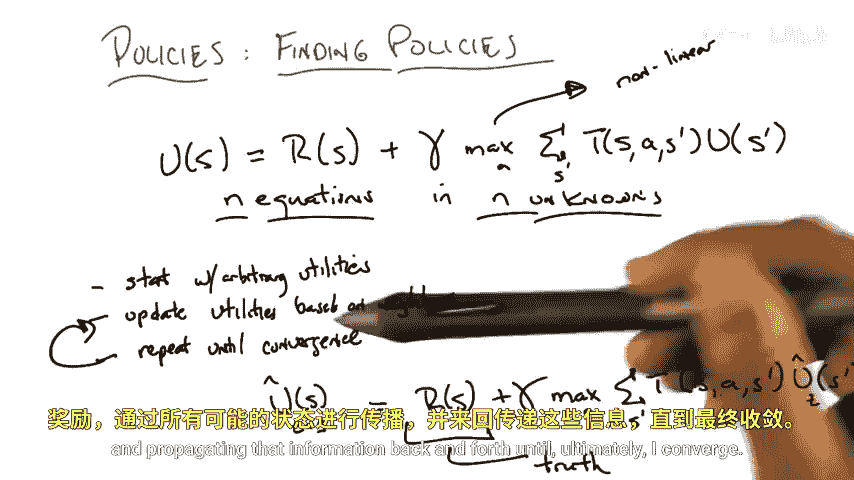 POLICIES : FINDING POLICIES
non-linear
U(s) = R(s) + γ max a Σ s' T(s,a,s') U(s')
n equations in n unknowns
- start w/ arbitrary utilities
- update utilities based on
- repeat until convergence
Û(s) = R(s) + γ max Σ s' T(s,a,s') Û(s'
truth
奖励，通过所有可能的状态进行传播，并来回传递这些信息，直到最终收敛。
and propagating that information back and forth until, ultimately, I converge.